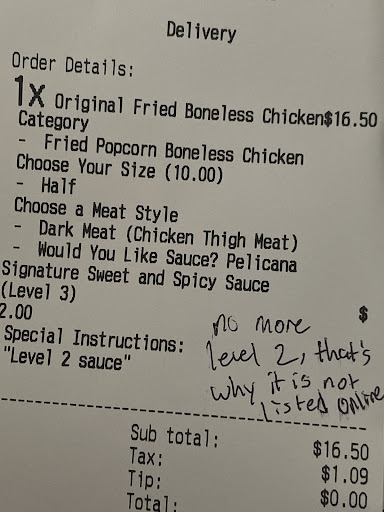 Delivery
Order Details:
1X Original Fried Boneless Chicken$16.50
Category
- Fried Popcorn Boneless Chicken
Choose Your Size (10.00)
- Half
Choose a Meat Style
- Dark Meat (Chicken Thigh Meat)
- Would You Like Sauce? Pelicana
Signature Sweet and Spicy Sauce
(Level 3) $
2.00
Special Instructions:
"Level 2 sauce"
no more
level 2, that's
why it is not
listed online
Sub total: $16.50
Tax: $1.09
Tip: $0.00
Total: